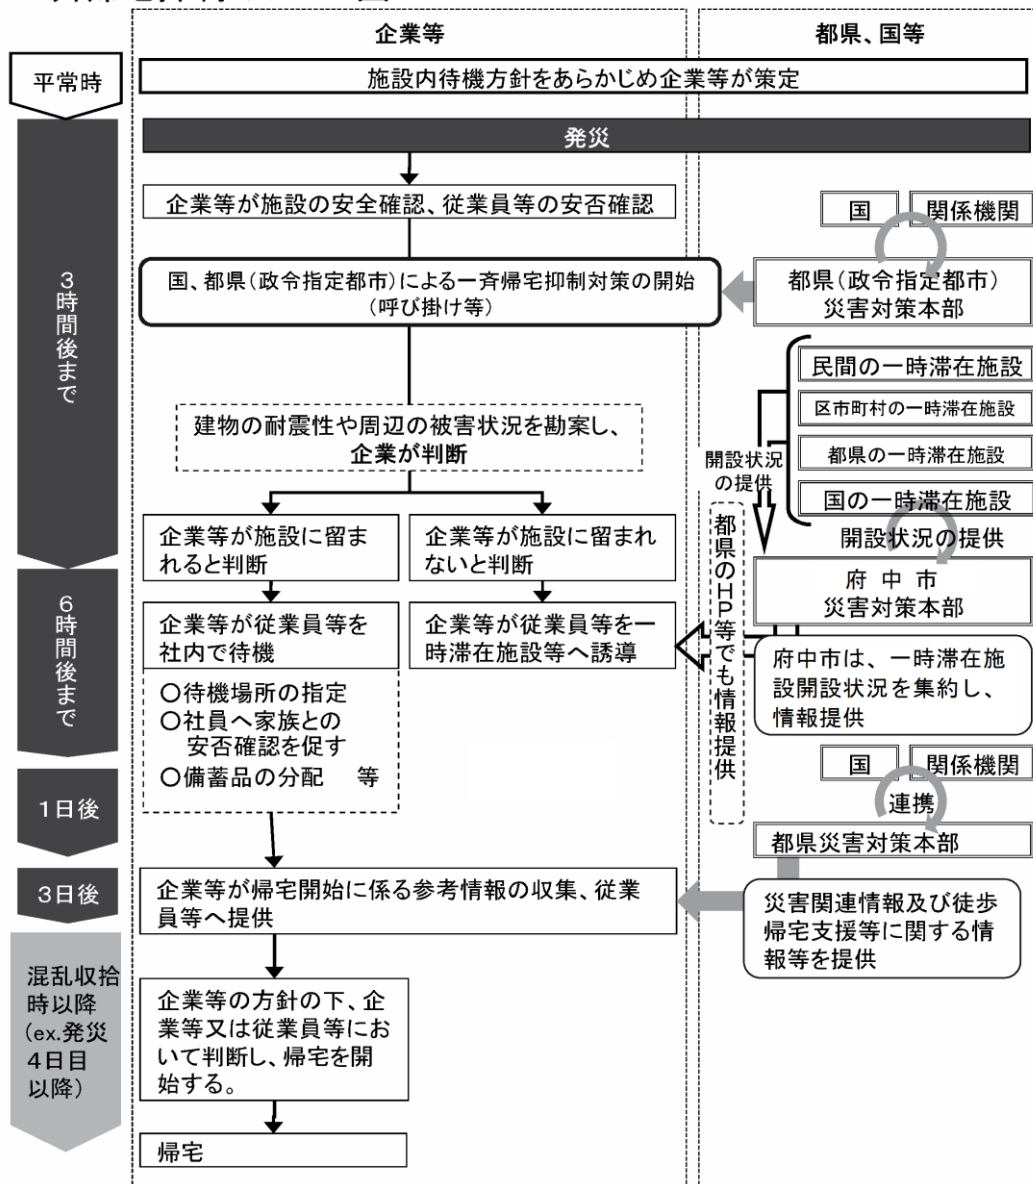 企業等
都県、国等
平常時
施設内待機方針をあらかじめ企業等が策定
発災
3時間後まで
企業等が施設の安全確認、従業員等の安否確認
国
関係機関
国、都県(政令指定都市)による一斉帰宅抑制対策の開始
(呼び掛け等)
都県(政令指定都市)
災害対策本部
民間の一時滞在施設
区市町村の一時滞在施設
都県の一時滞在施設
国の一時滞在施設
建物の耐震性や周辺の被害状況を勘案し、
企業が判断
開設状況
の提供
開設状況の提供
企業等が施設に留ま
れると判断
企業等が施設に留まれ
ないと判断
都県のHP等でも情報提供
府中市
災害対策本部
6時間後まで
企業等が従業員等を
社内で待機
企業等が従業員等を一
時滞在施設等へ誘導
府中市は、一時滞在施
設開設状況を集約し、
情報提供
○待機場所の指定
○社員へ家族との
安否確認を促す
○備蓄品の分配 等
国
関係機関
連携
1日後
都県災害対策本部
3日後
企業等が帰宅開始に係る参考情報の収集、従業
員等へ提供
災害関連情報及び徒歩
帰宅支援等に関する情
報等を提供
混乱収拾
時以降
(ex.発災
4日目
以降)
企業等の方針の下、企
業等又は従業員等にお
いて判断し、帰宅を開
始する。
帰宅